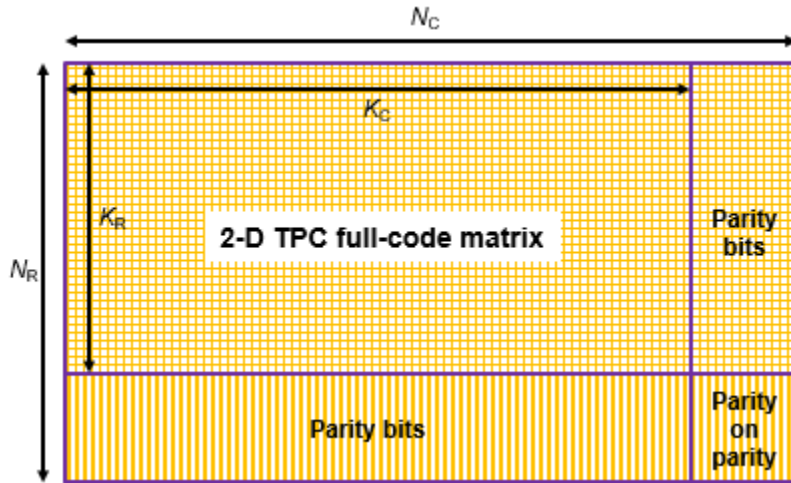 N_C
K_C
K_R
2-D TPC full-code matrix
Parity
bits
N_R
Parity bits
Parity
on
parity